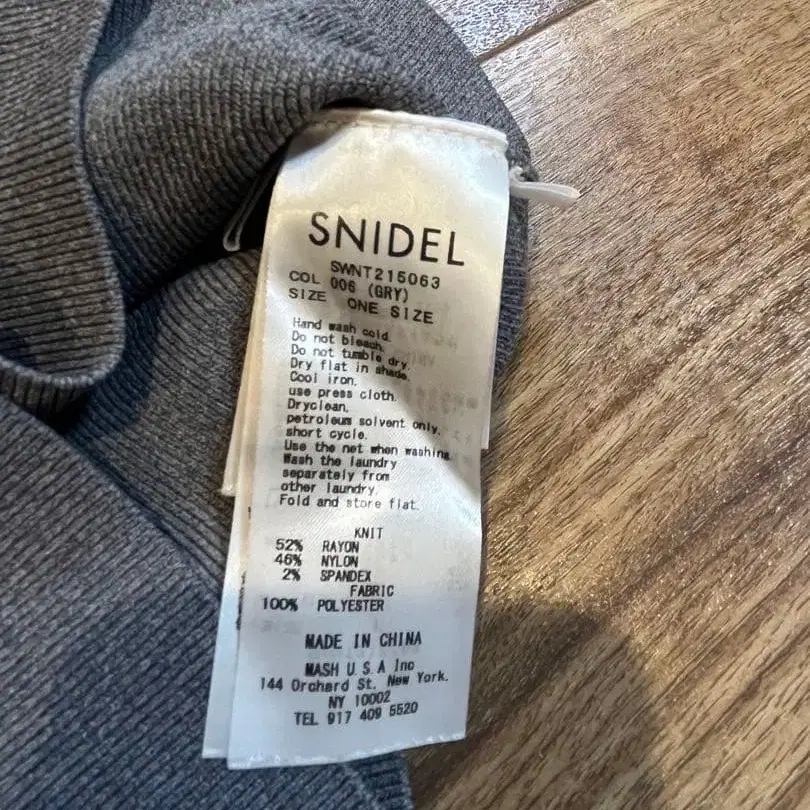 SNIDEL
SWNT215063
COL 006 (GRY)
SIZE ONE SIZE
Hand wash cold.
Do not bleach.
Do not tumble dry.
Dry flat in shade.
Cool iron.
use press cloth.
Dryclean,
petroleum solvent only,
short cycle.
Use the net when washing.
Wash the laundry
separately from
other laundry.
Fold and store flat.
KNIT
52% RAYON
46% NYLON
2% SPANDEX
FABRIC
100% POLYESTER
MADE IN CHINA
MASH U.S.A Inc
144 Orchard St. New York.
NY 10002
TEL 917 409 5520